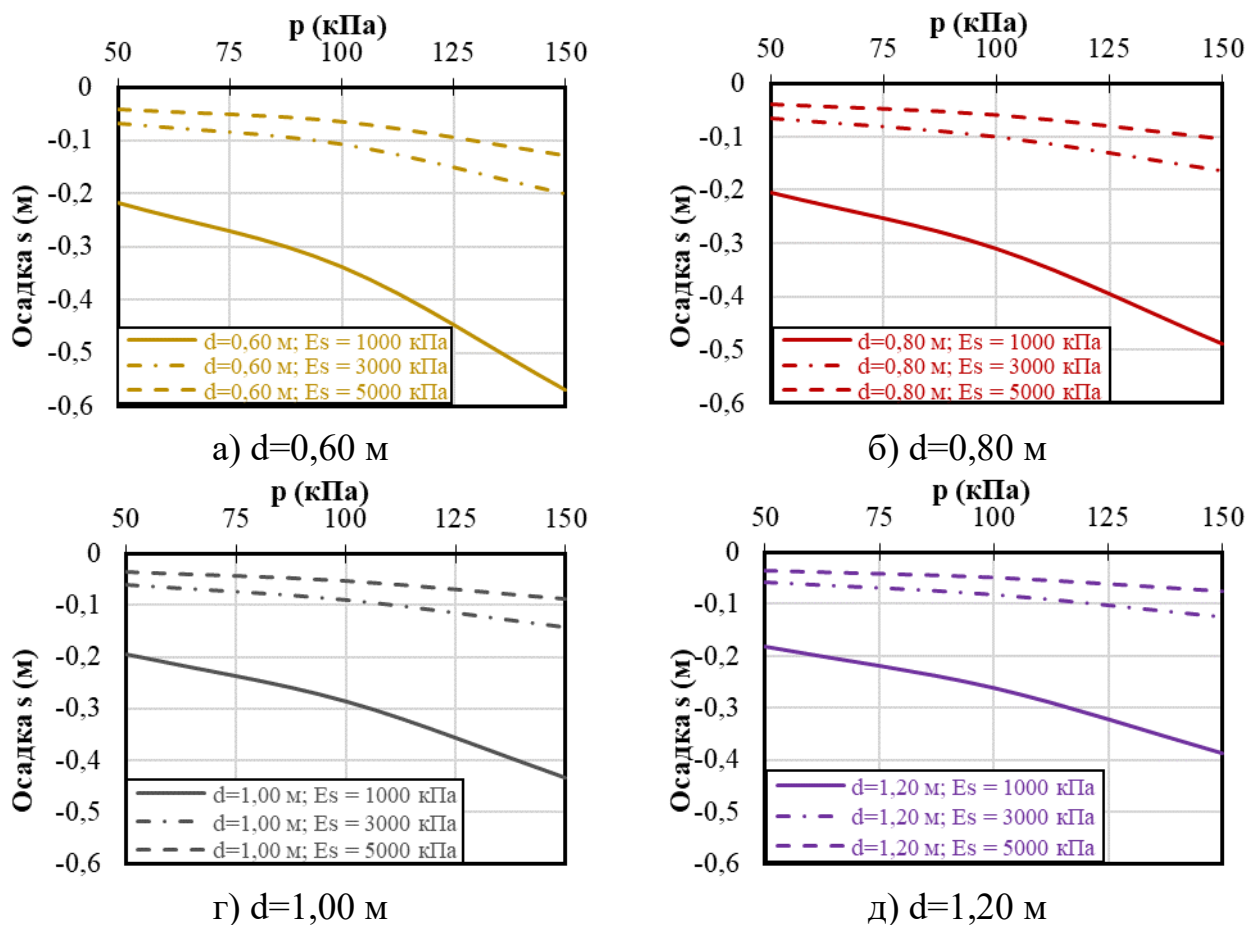 p (кПа)
50 75 100 125 150
0
-0,1
-0,2
-0,3
-0,4
-0,5
-0,6
Осадка s (м)
d=0,60 м; Es = 1000 кПа
d=0,60 м; Es = 3000 кПа
d=0,60 м; Es = 5000 кПа
а) d=0,60 м
p (кПа)
50 75 100 125 150
0
-0,1
-0,2
-0,3
-0,4
-0,5
-0,6
Осадка s (м)
d=0,80 м; Es = 1000 кПа
d=0,80 м; Es = 3000 кПа
d=0,80 м; Es = 5000 кПа
б) d=0,80 м
p (кПа)
50 75 100 125 150
0
-0,1
-0,2
-0,3
-0,4
-0,5
-0,6
Осадка s (м)
d=1,00 м; Es = 1000 кПа
d=1,00 м; Es = 3000 кПа
d=1,00 м; Es = 5000 кПа
г) d=1,00 м
p (кПа)
50 75 100 125 150
0
-0,1
-0,2
-0,3
-0,4
-0,5
-0,6
Осадка s (м)
d=1,20 м; Es = 1000 кПа
d=1,20 м; Es = 3000 кПа
d=1,20 м; Es = 5000 кПа
д) d=1,20 м